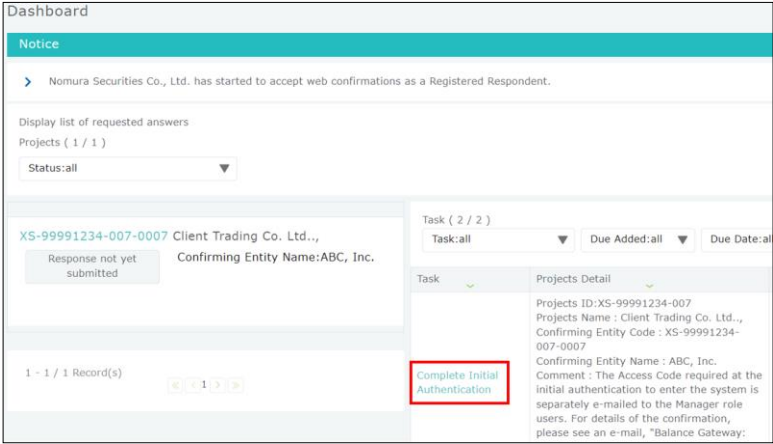 Dashboard
Notice
Nomura Securities Co., Ltd. has started to accept web confirmations as a Registered Respondent.
Display list of requested answers
Projects ( 1 / 1 )
Status:all
XS-99991234-007-0007 Client Trading Co. Ltd..,
Response not yet
submitted
Confirming Entity Name:ABC, Inc.
1 - 1 / 1 Record(s)
« < 1 > »
Task ( 2 / 2 )
Task:all
Due Added:all
Due Date:all
Task
Projects Detail
Complete Initial
Authentication
Projects ID:XS-99991234-007
Projects Name : Client Trading Co. Ltd..,
Confirming Entity Code : XS-99991234-
007-0007
Confirming Entity Name : ABC, Inc.
Comment : The Access Code required at the
initial authentication to enter the system is
separately e-mailed to the Manager role
users. For details of the confirmation,
please see an e-mail, "Balance Gateway: